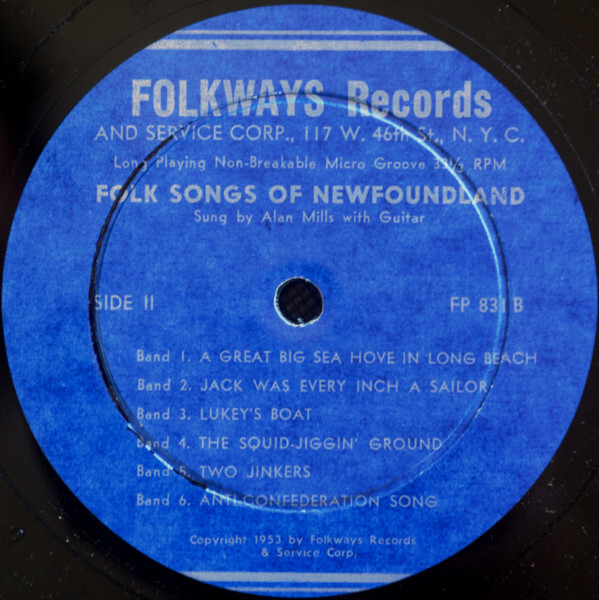 FOLKWAYS Records
AND SERVICE CORP., 117 W. 46th St., N. Y. C.
Long Playing Non-Breakable Micro Groove 33⅓ RPM
FOLK SONGS OF NEWFOUNDLAND
Sung by Alan Mills with Guitar
SIDE II FP 831 B
Band 1. A GREAT BIG SEA HOVE IN LONG BEACH
Band 2. JACK WAS EVERY INCH A SAILOR
Band 3. LUKEY'S BOAT
Band 4. THE SQUID-JIGGIN' GROUND
Band 5. TWO JINKERS
Band 6. ANTI-CONFEDERATION SONG
Copyright 1953 by Folkways Records
& Service Corp.